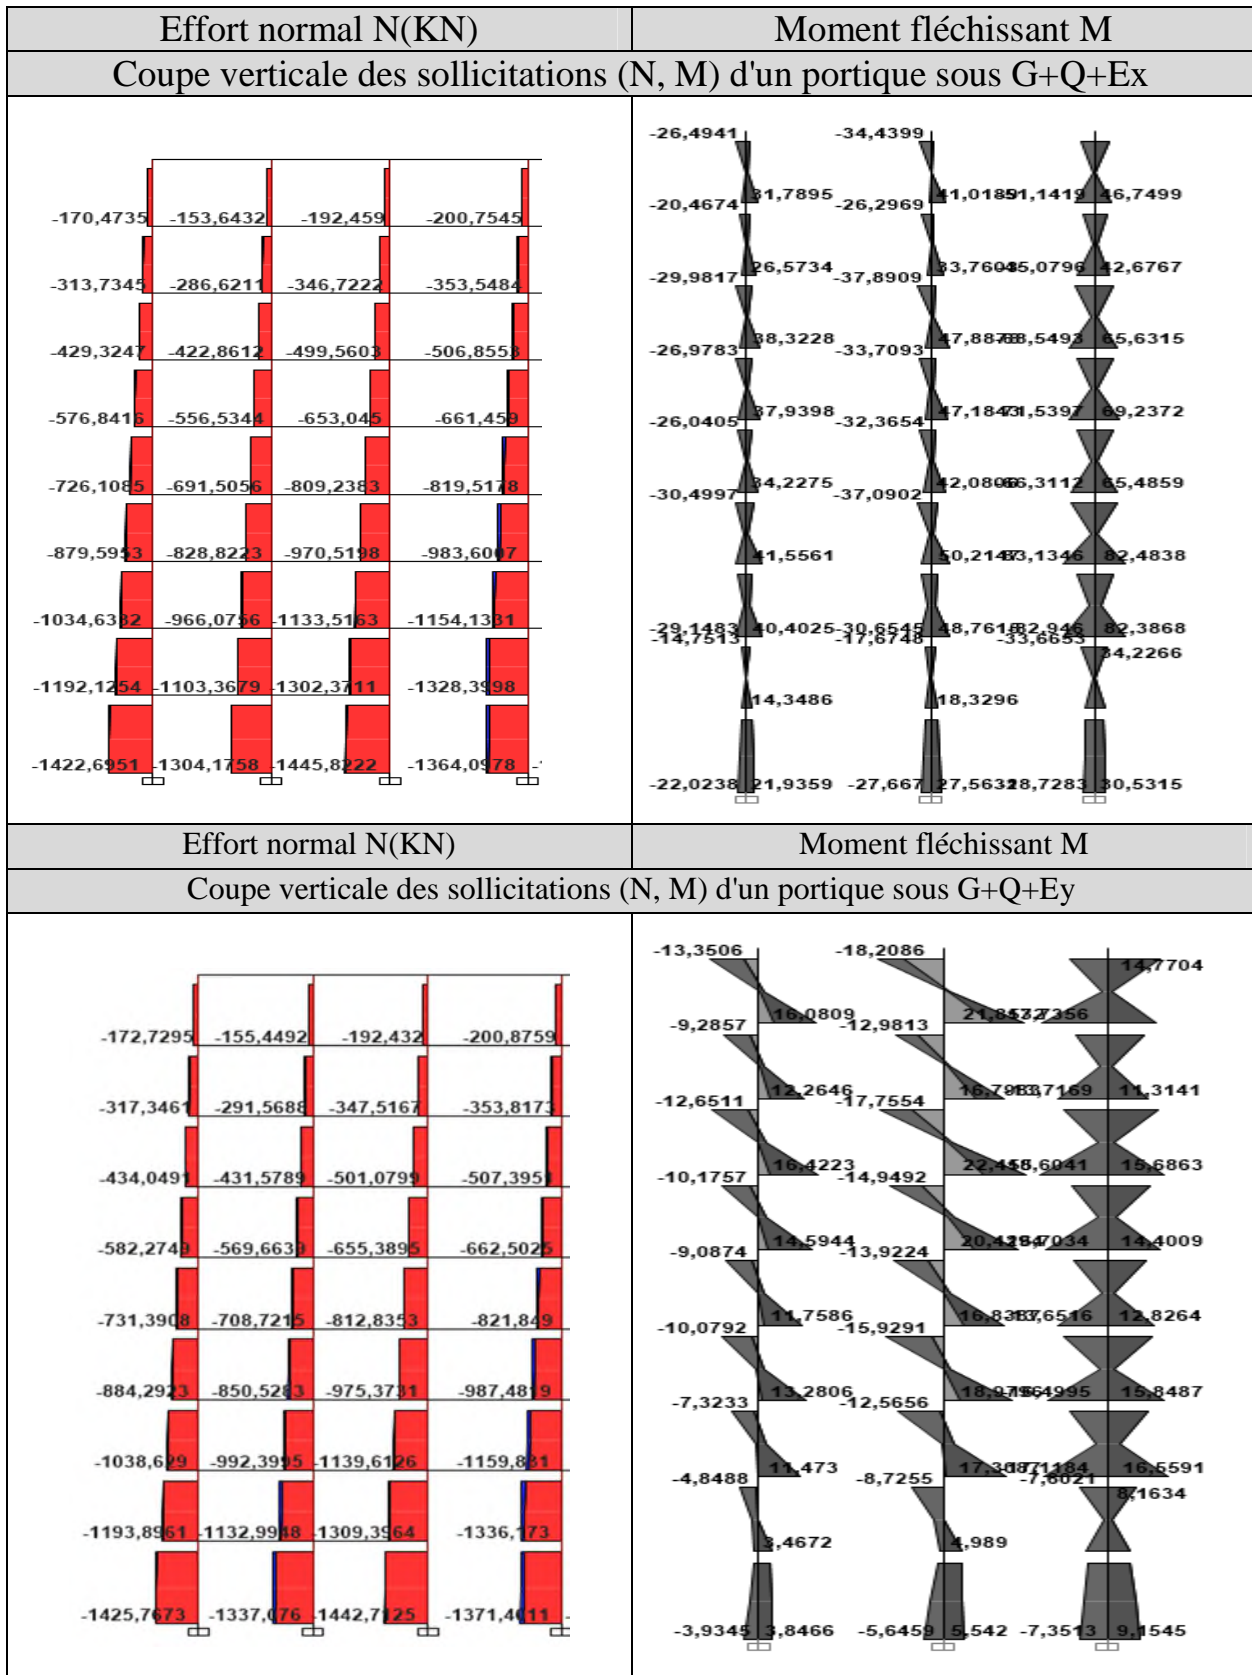 Effort normal N(KN) Moment fléchissant M
Coupe verticale des sollicitations (N, M) d'un portique sous G+Q+Ex
-170,4735 -153,6432 -192,459 -200,7545
-313,7345 -286,6211 -346,7222 -353,5484
-429,3247 -422,8612 -499,5603 -506,8553
-576,8416 -556,5344 -653,045 -661,459
-726,1085 -691,5056 -809,2383 -819,5178
-879,5953 -828,8223 -970,5198 -983,6007
-1034,6382 -966,0756 -1133,5163 -1154,1331
-1192,1254 -1103,3679 -1302,3711 -1328,3998
-1422,6951 -1304,1758 -1445,8222 -1364,0978
-26,4941 -34,4399
31,7895 46,7499
-20,4674 -26,2969
26,5734 42,6767
-29,9817 -37,8909
38,3228 65,6315
-26,9783 -33,7093
37,9398 69,2372
-26,0405 -32,3654
34,2275 65,4859
-30,4997 -37,0902
41,5561 82,4838
-29,1483 40,4025 -30,6545 82,3868
-14,7513 -17,6748 -33,6653
34,2266
14,3486 18,3296
-22,0238 21,9359 -27,667 30,5315
Effort normal N(KN) Moment fléchissant M
Coupe verticale des sollicitations (N, M) d'un portique sous G+Q+Ey
-172,7295 -155,4492 -192,432 -200,8759
-317,3461 -291,5688 -347,5167 -353,8173
-434,0491 -431,5789 -501,0799 -507,3951
-582,2749 -569,6639 -655,3895 -662,5025
-731,3908 -708,7215 -812,8353 -821,849
-884,2923 -850,5283 -975,3731 -987,4819
-1038,629 -992,3995 -1139,6126 -1159,831
-1193,8961 -1132,9948 -1309,3964 -1336,173
-1425,7673 -1337,076 -1442,7125 -1371,4011
-13,3506 -18,2086
14,7704
16,0809
-9,2857 -12,9813
12,2646 11,3141
-12,6511 -17,7554
16,4223 15,6863
-10,1757 -14,9492
14,5944 14,4009
-9,0874 -13,9224
11,7586 12,8264
-10,0792 -15,9291
13,2806 15,8487
-7,3233 -12,5656
11,473 16,5591
-4,8488 -8,7255 -7,6021
8,1634
3,4672 4,989
-3,9345 3,8466 -5,6459 5,542 -7,3513 9,1545